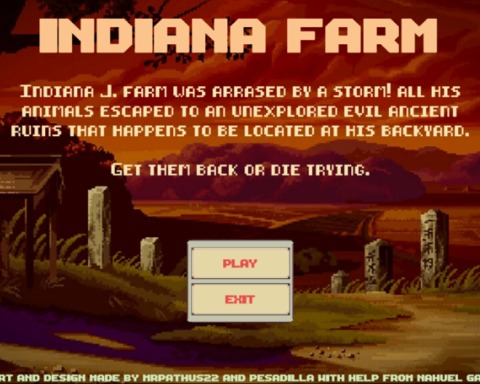 INDIANA FARM
INDIANA J. FARM WAS ARRASED BY A STORM! ALL HIS
ANIMALS ESCAPED TO AN UNEXPLORED EVIL ANCIENT
RUINS THAT HAPPENS TO BE LOCATED AT HIS BACKYARD.
GET THEM BACK OR DIE TRYING.
PLAY
EXIT
AND DESIGN MADE BY MRPATHUS22 AND PESADILLA WITH HELP FROM NAHUEL